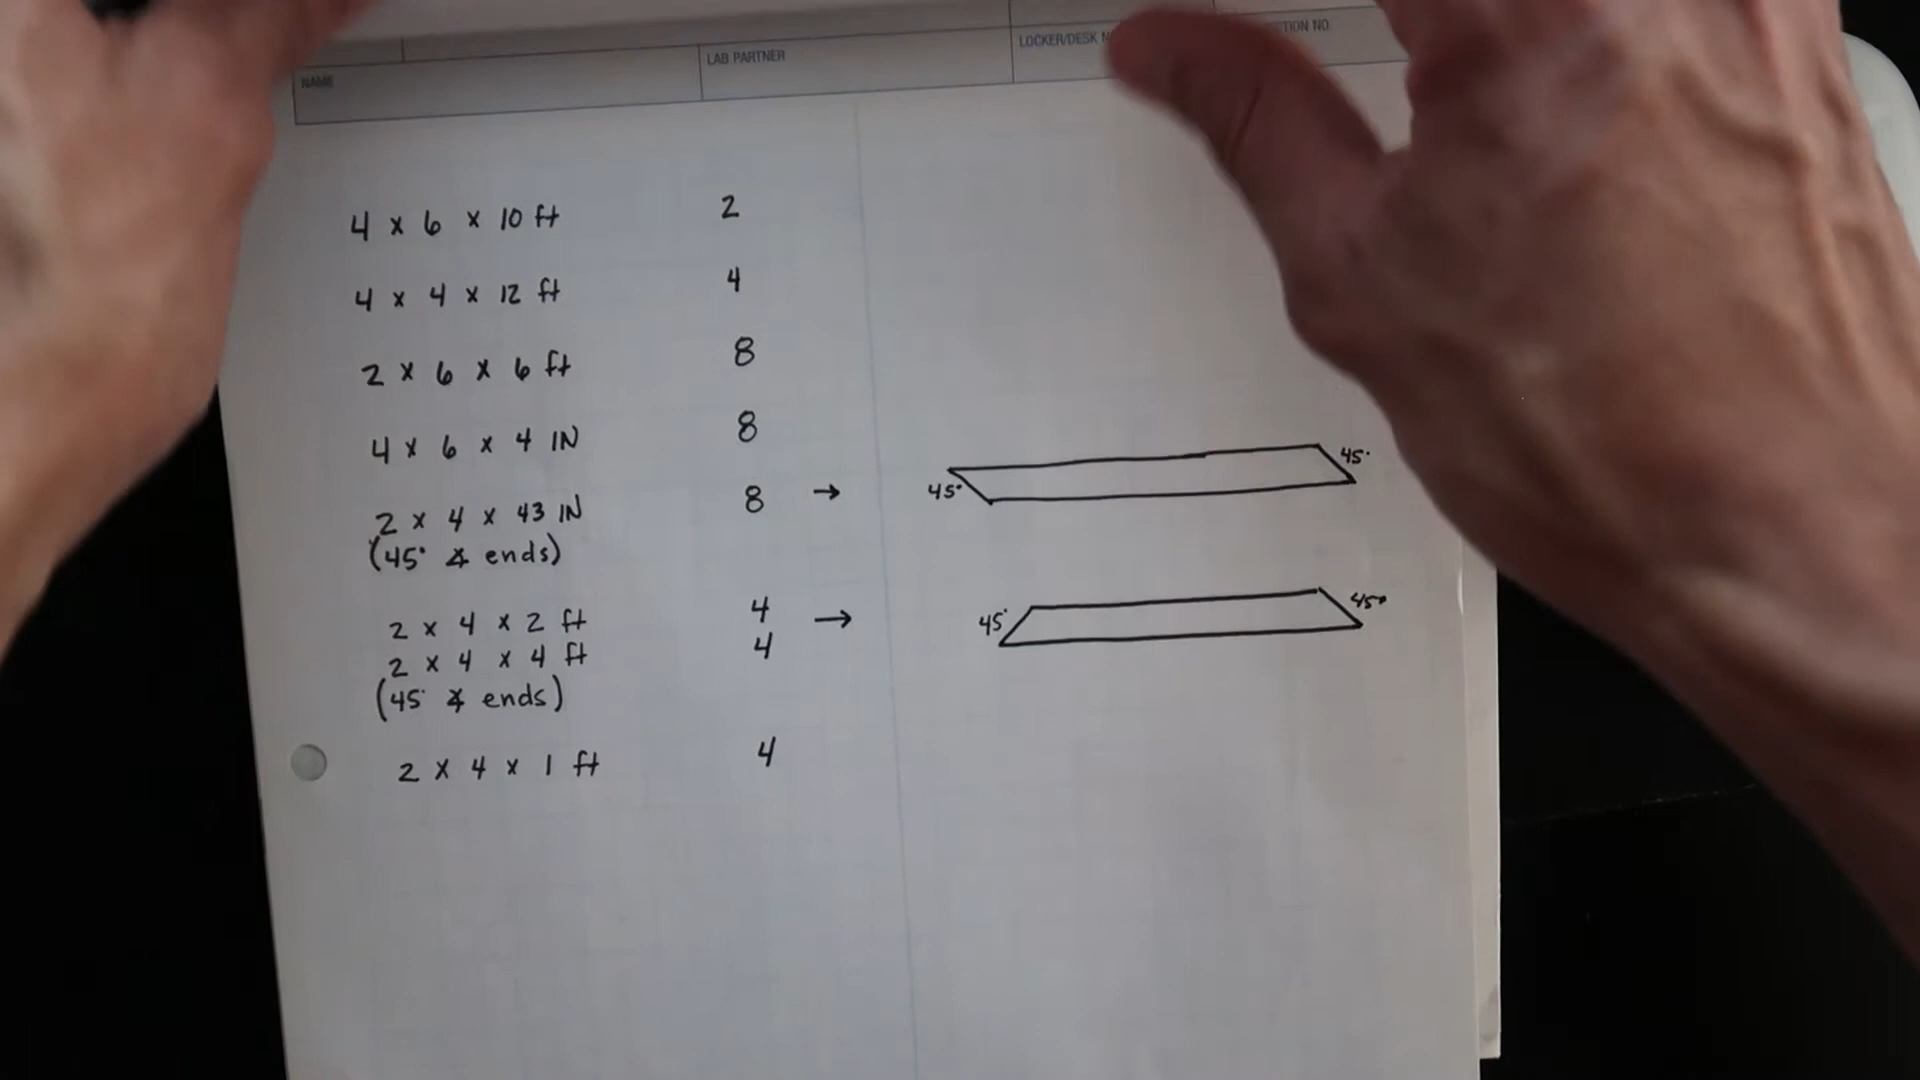 NAME LAB PARTNER LOCKER/DESK
4 x 6 x 10 ft 2
4 x 4 x 12 ft 4
2 x 6 x 6 ft 8
4 x 6 x 4 IN 8
2 x 4 x 43 IN 8 →
(45° ∡ ends)
45° 45°
2 x 4 x 2 ft 4 →
2 x 4 x 4 ft 4
(45° ∡ ends)
45° 45°
2 x 4 x 1 ft 4